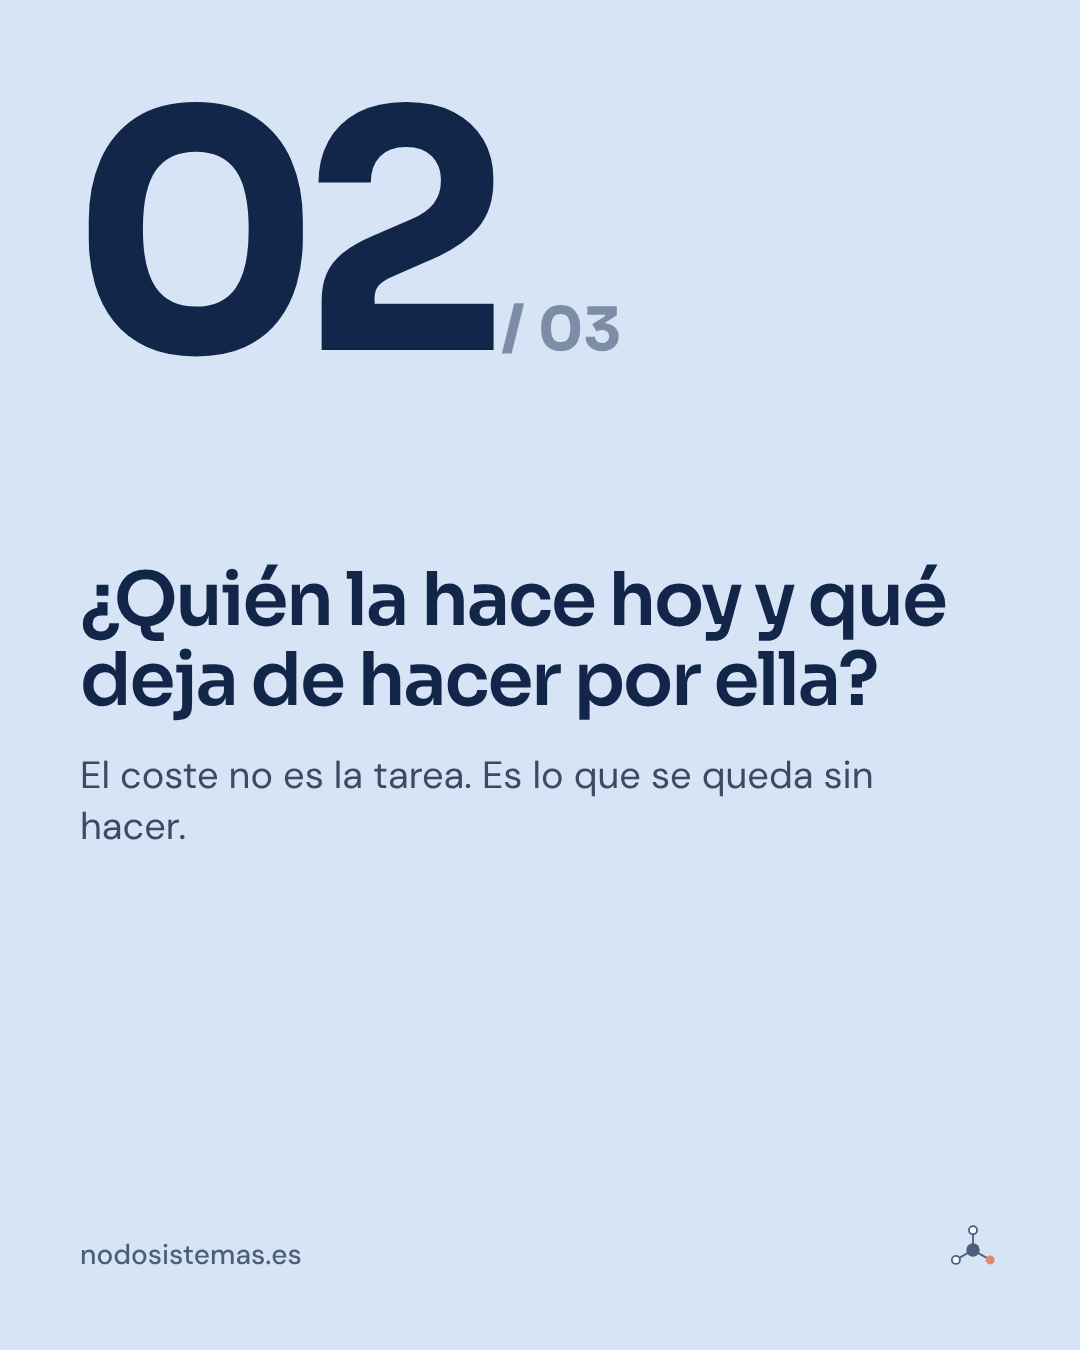 02 / 03
¿Quién la hace hoy y qué
deja de hacer por ella?
El coste no es la tarea. Es lo que se queda sin
hacer.
nodosistemas.es